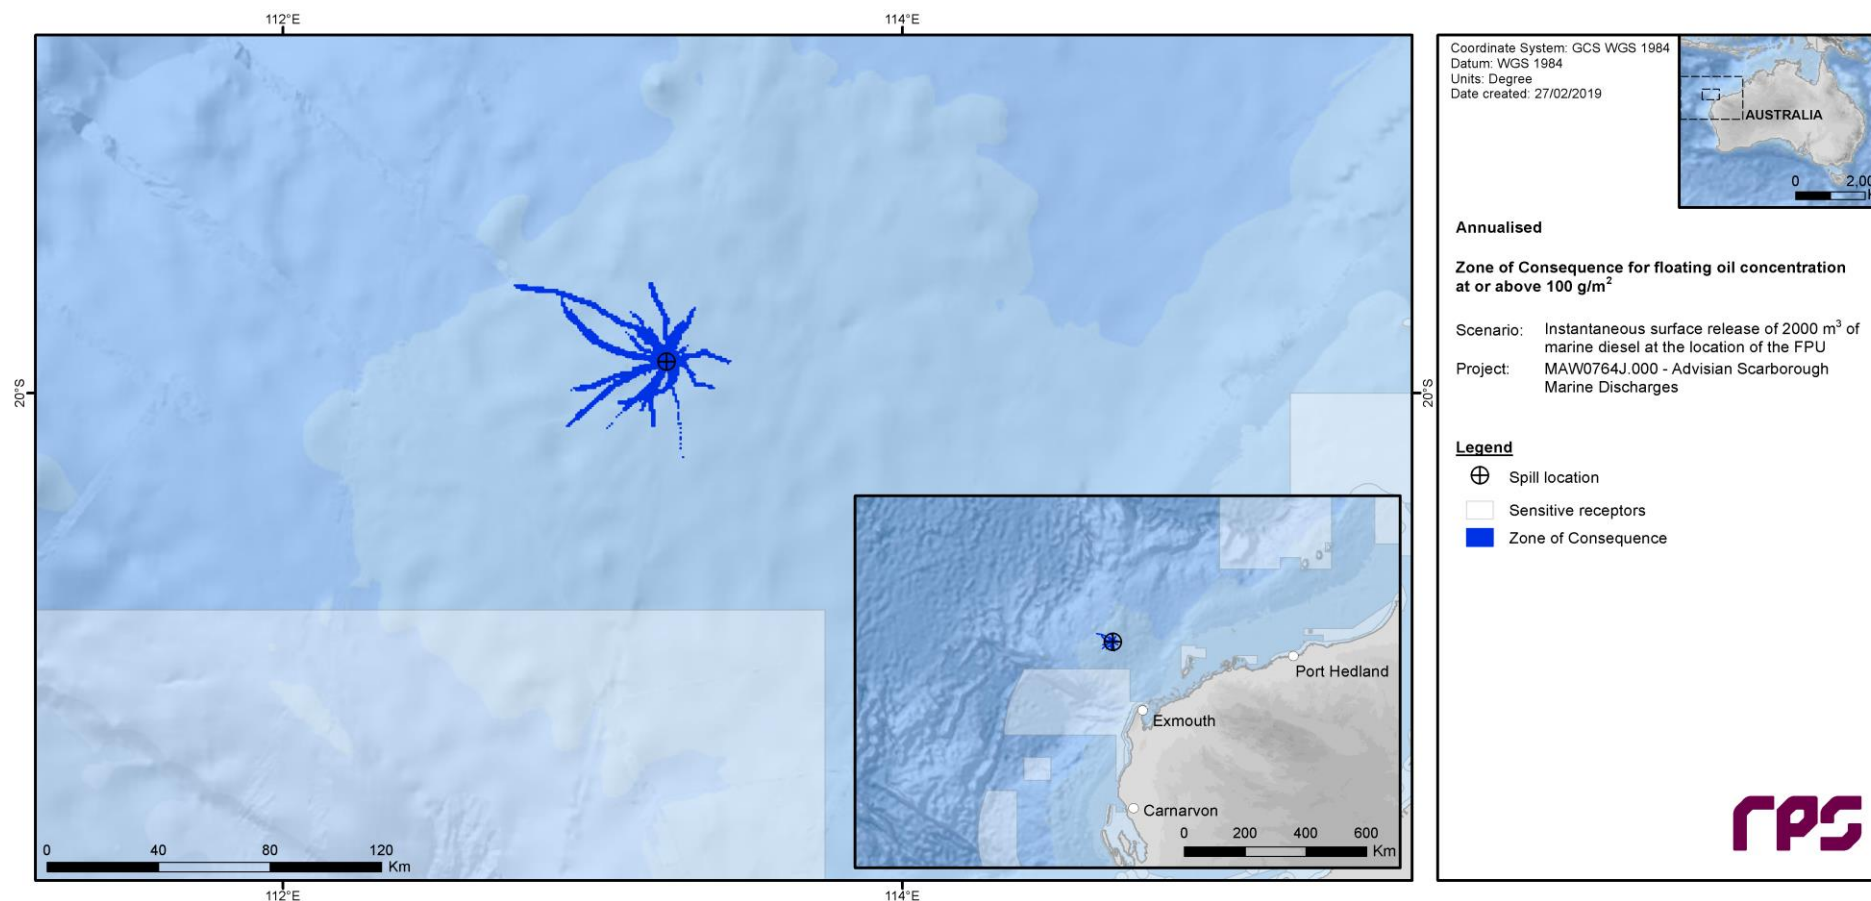 112°E
114°E
20°S
20°S
0 40 80 120
Km
112°E
114°E
Port Hedland
Exmouth
Carnarvon
0 200 400 600
Km
Coordinate System: GCS WGS 1984
Datum: WGS 1984
Units: Degree
Date created: 27/02/2019
AUSTRALIA
0 2,00
Annualised
Zone of Consequence for floating oil concentration
at or above 100 g/m²
Scenario: Instantaneous surface release of 2000 m³ of
marine diesel at the location of the FPU
Project: MAW0764J.000 - Advisian Scarborough
Marine Discharges
Legend
Spill location
Sensitive receptors
Zone of Consequence
rps